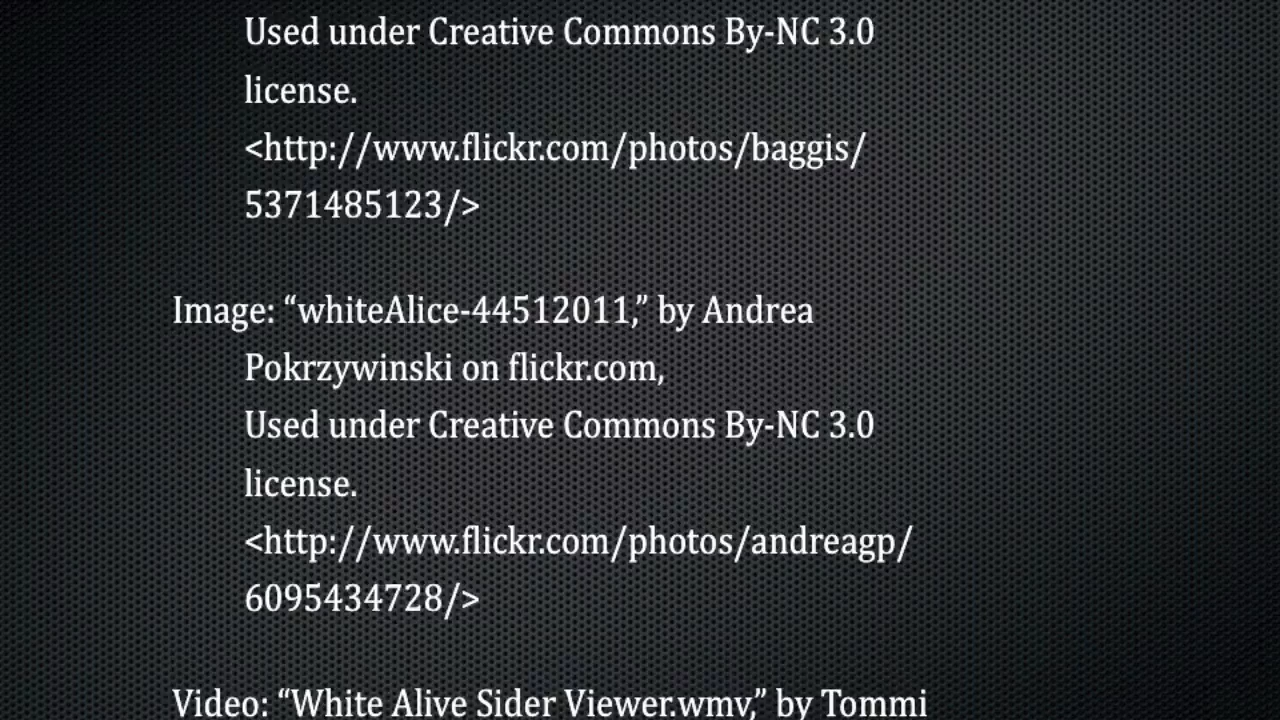 Used under Creative Commons By-NC 3.0
license.
<http://www.flickr.com/photos/baggis/
5371485123/>
Image: “whiteAlice-44512011,” by Andrea
Pokrzywinski on flickr.com,
Used under Creative Commons By-NC 3.0
license.
<http://www.flickr.com/photos/andreagp/
6095434728/>
Video: “White Alive Sider Viewer.wmv,” by Tommi